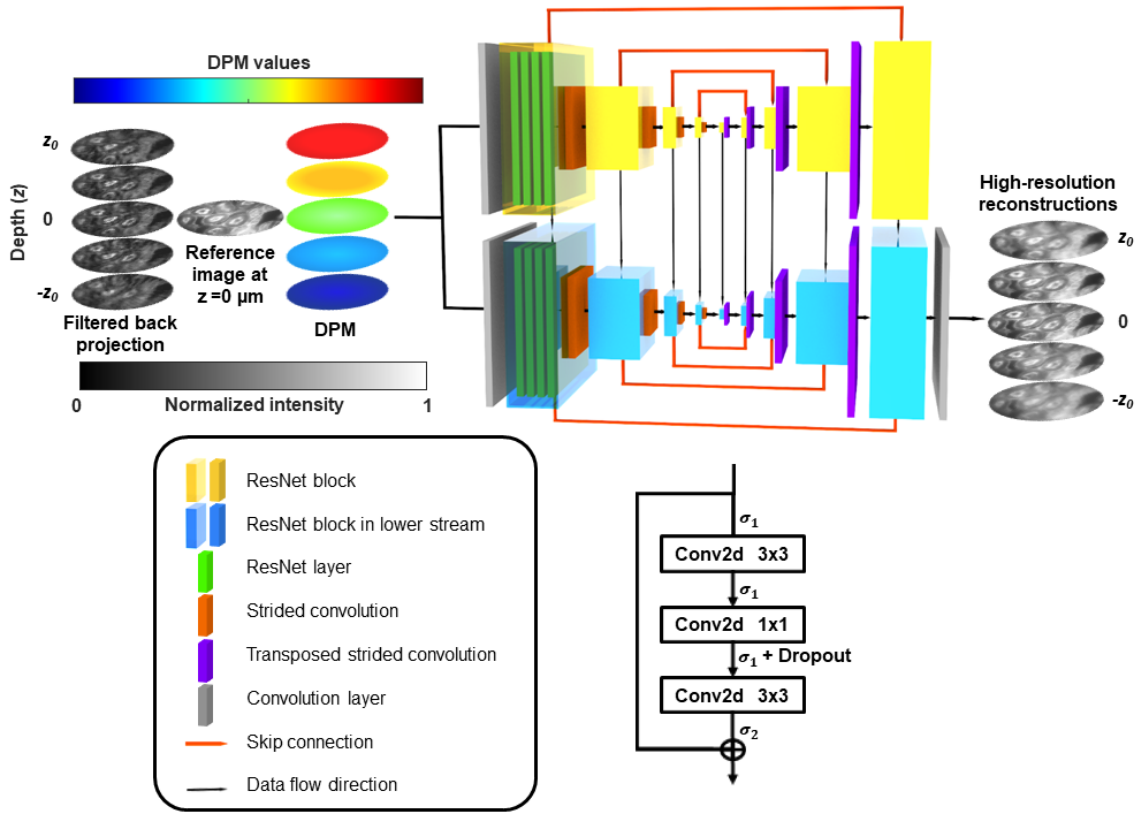 DPM values
z₀
Depth (z)
0
-z₀
Reference
image at
z =0 µm
Filtered back
projection
DPM
0
Normalized intensity
1
High-resolution
reconstructions
z₀
0
-z₀
ResNet block
ResNet block in lower stream
ResNet layer
Strided convolution
Transposed strided convolution
Convolution layer
Skip connection
Data flow direction
σ₁
Conv2d 3x3
σ₁
Conv2d 1x1
σ₁ + Dropout
Conv2d 3x3
σ₂